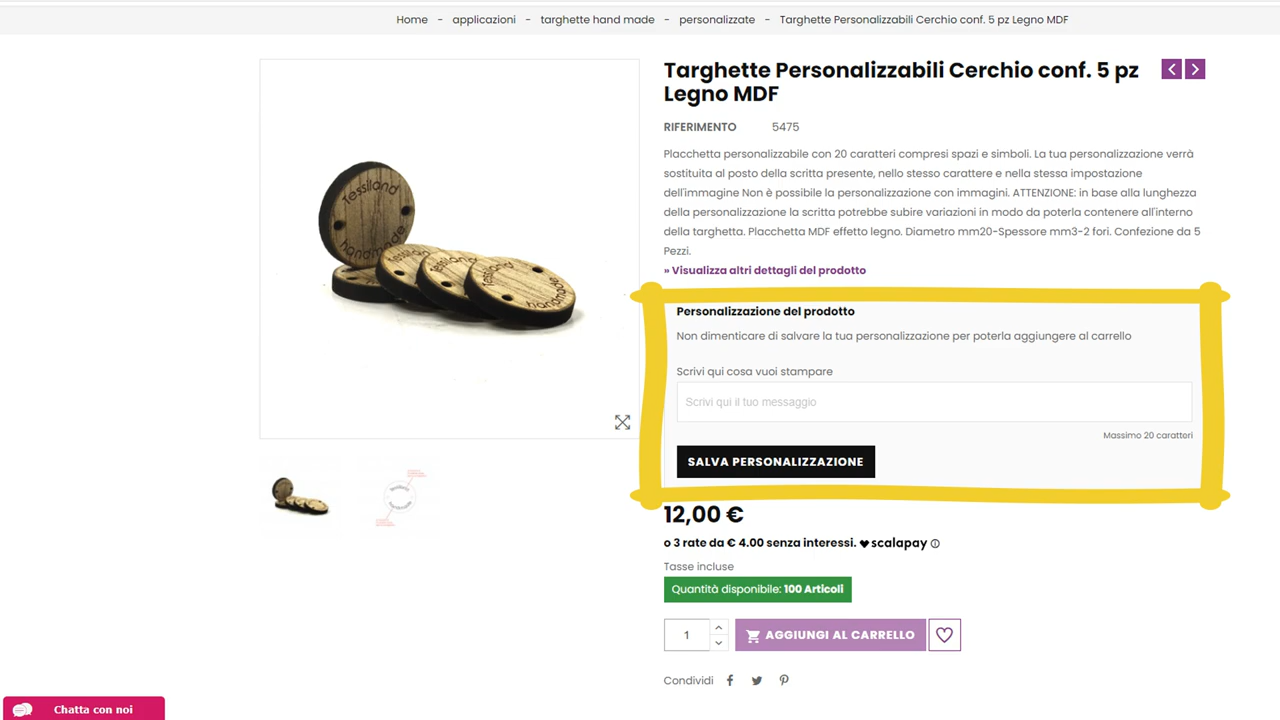 Home - applicazioni - targhette hand made - personalizzate - Targhette Personalizzabili Cerchio conf. 5 pz Legno MDF
Targhette Personalizzabili Cerchio conf. 5 pz
Legno MDF
RIFERIMENTO 5475
Placchetta personalizzabile con 20 caratteri compresi spazi e simboli. La tua personalizzazione verrà
sostituita al posto della scritta presente, nello stesso carattere e nella stessa impostazione
dell'immagine Non è possibile la personalizzazione con immagini. ATTENZIONE: in base alla lunghezza
della personalizzazione la scritta potrebbe subire variazioni in modo da poterla contenere all'interno
della targhetta. Placchetta MDF effetto legno. Diametro mm20-Spessore mm3-2 fori. Confezione da 5
Pezzi.
» Visualizza altri dettagli del prodotto
tessiland
handmade
tessiland
tessiland
handmade
Personalizzazione del prodotto
Non dimenticare di salvare la tua personalizzazione per poterla aggiungere al carrello
Scrivi qui cosa vuoi stampare
Scrivi qui il tuo messaggio
Massimo 20 caratteri
SALVA PERSONALIZZAZIONE
12,00 €
o 3 rate da € 4.00 senza interessi. scalapay
Tasse incluse
Quantità disponibile: 100 Articoli
1 AGGIUNGI AL CARRELLO
Condividi
Chatta con noi